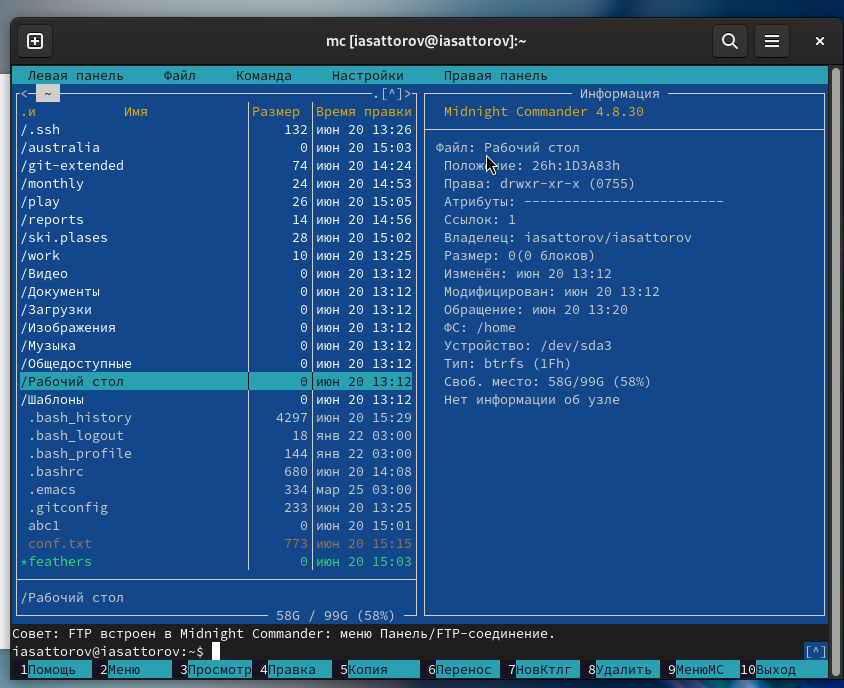 mc [iasattorov@iasattorov]:~
Левая панель Файл Команда Настройки Правая панель
<─ ~ .[^]>
.и Имя Размер Время правки
/.ssh 132 июн 20 13:26
/australia 0 июн 20 15:03
/git-extended 74 июн 20 14:24
/monthly 24 июн 20 14:53
/play 26 июн 20 15:05
/reports 14 июн 20 14:56
/ski.plases 28 июн 20 15:02
/work 10 июн 20 13:25
/Видео 0 июн 20 13:12
/Документы 0 июн 20 13:12
/Загрузки 0 июн 20 13:12
/Изображения 0 июн 20 13:12
/Музыка 0 июн 20 13:12
/Общедоступные 0 июн 20 13:12
/Рабочий стол 0 июн 20 13:12
/Шаблоны 0 июн 20 13:12
.bash_history 4297 июн 20 15:29
.bash_logout 18 янв 22 03:00
.bash_profile 144 янв 22 03:00
.bashrc 680 июн 20 14:08
.emacs 334 мар 25 03:00
.gitconfig 233 июн 20 13:25
abc1 0 июн 20 15:01
conf.txt 773 июн 20 15:15
*feathers 0 июн 20 15:03
/Рабочий стол
58G / 99G (58%)
Информация
Midnight Commander 4.8.30
Файл: Рабочий стол
Положение: 26h:1D3A83h
Права: drwxr-xr-x (0755)
Атрибуты: -------------------------
Ссылок: 1
Владелец: iasattorov/iasattorov
Размер: 0(0 блоков)
Изменён: июн 20 13:12
Модифицирован: июн 20 13:12
Обращение: июн 20 13:20
ФС: /home
Устройство: /dev/sda3
Тип: btrfs (1Fh)
Своб. место: 58G/99G (58%)
Нет информации об узле
Совет: FTP встроен в Midnight Commander: меню Панель/FTP-соединение.
iasattorov@iasattorov:~$ [^]
1Помощь 2Меню 3Просмотр 4Правка 5Копия 6Перенос 7НовКтлг 8Удалить 9МенюМС 10Выход